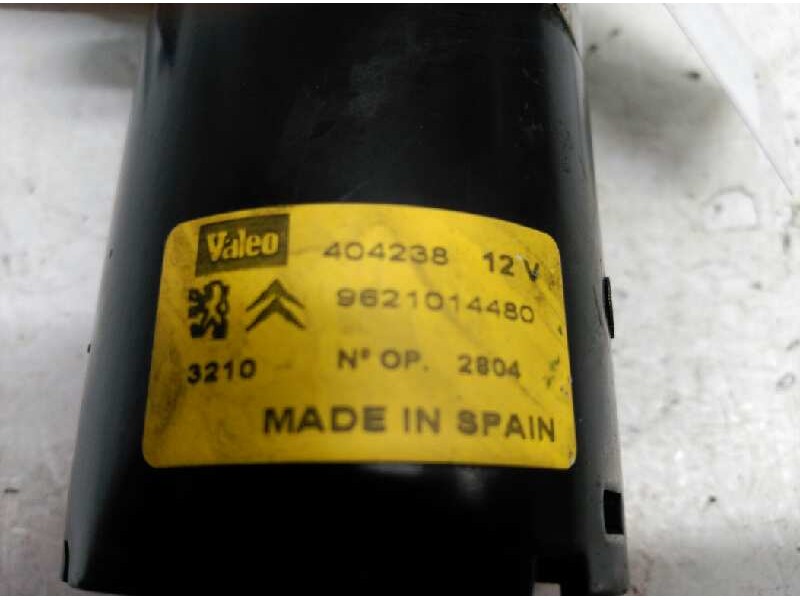 Valeo 404238 12 V
9621014480
3210 N° OP. 2804
MADE IN SPAIN